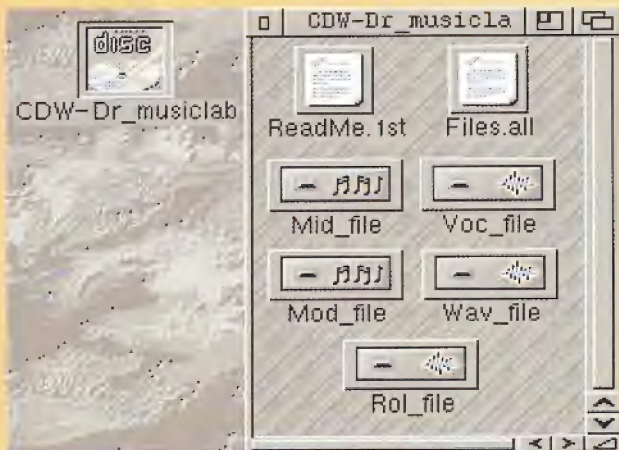 disc
CDW-Dr_musiclab
CDW-Dr_musicla
ReadMe.1st
Files.all
Mid_file
Voc_file
Mod_file
Wav_file
Rol_file